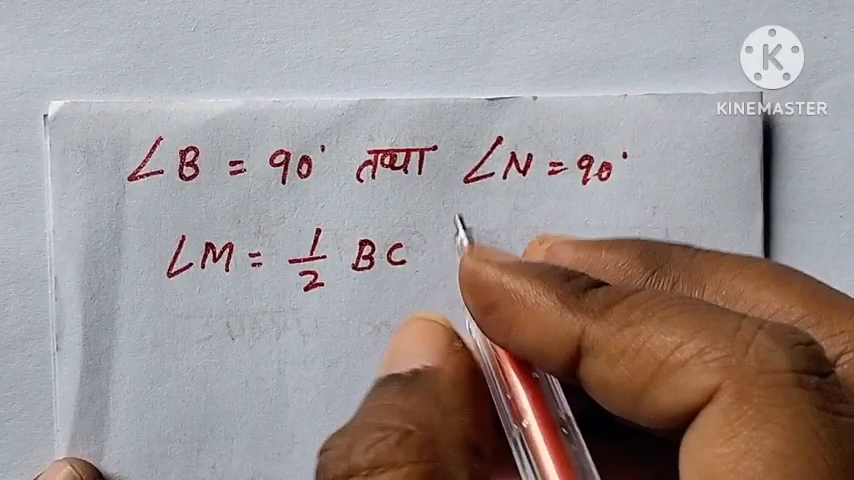 KINEMASTER
∠B = 90° तथा ∠N = 90°
∠M = 1/2 BC